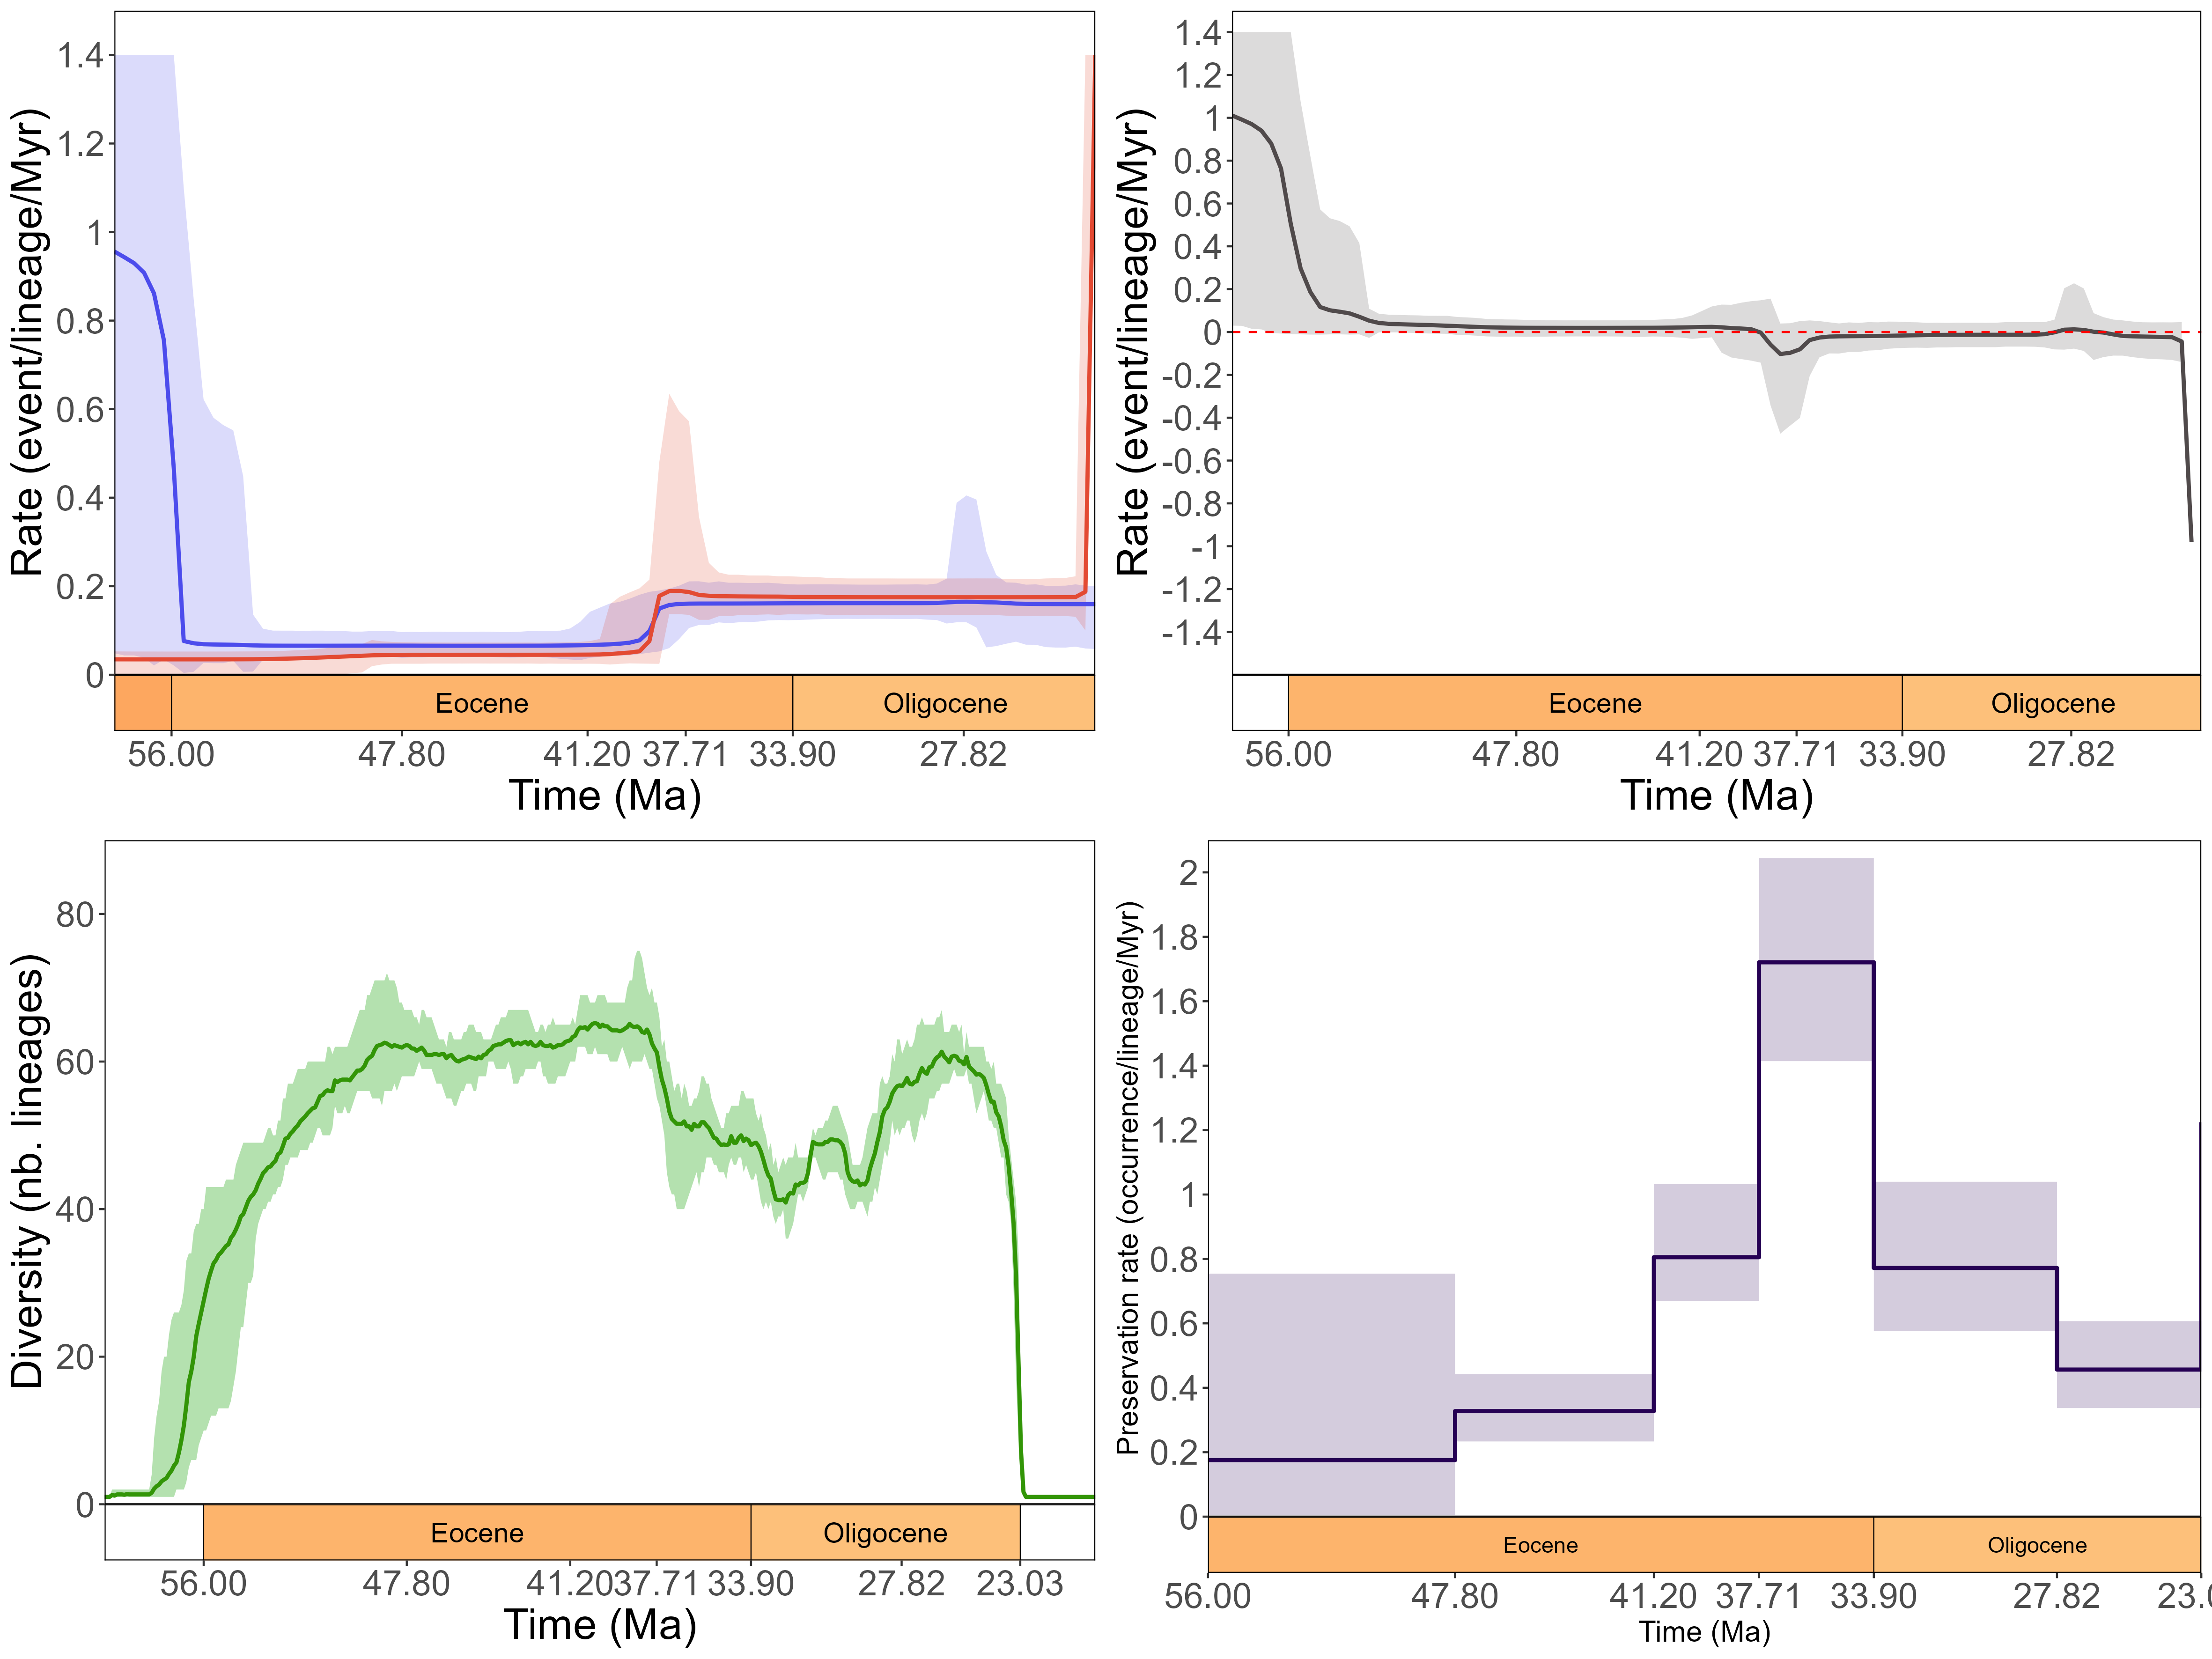 Rate (event/lineage/Myr)
1.4
1.2
1
0.8
0.6
0.4
0.2
0
Eocene
Oligocene
56.00 47.80 41.20 37.71 33.90 27.82
Time (Ma)
Rate (event/lineage/Myr)
1.4
1.2
1
0.8
0.6
0.4
0.2
0
-0.2
-0.4
-0.6
-0.8
-1
-1.2
-1.4
Eocene
Oligocene
56.00 47.80 41.20 37.71 33.90 27.82
Time (Ma)
Diversity (nb. lineages)
80
60
40
20
0
Eocene
Oligocene
56.00 47.80 41.20 37.71 33.90 27.82 23.03
Time (Ma)
Preservation rate (occurrence/lineage/Myr)
2
1.8
1.6
1.4
1.2
1
0.8
0.6
0.4
0.2
0
Eocene
Oligocene
56.00 47.80 41.20 37.71 33.90 27.82
Time (Ma)